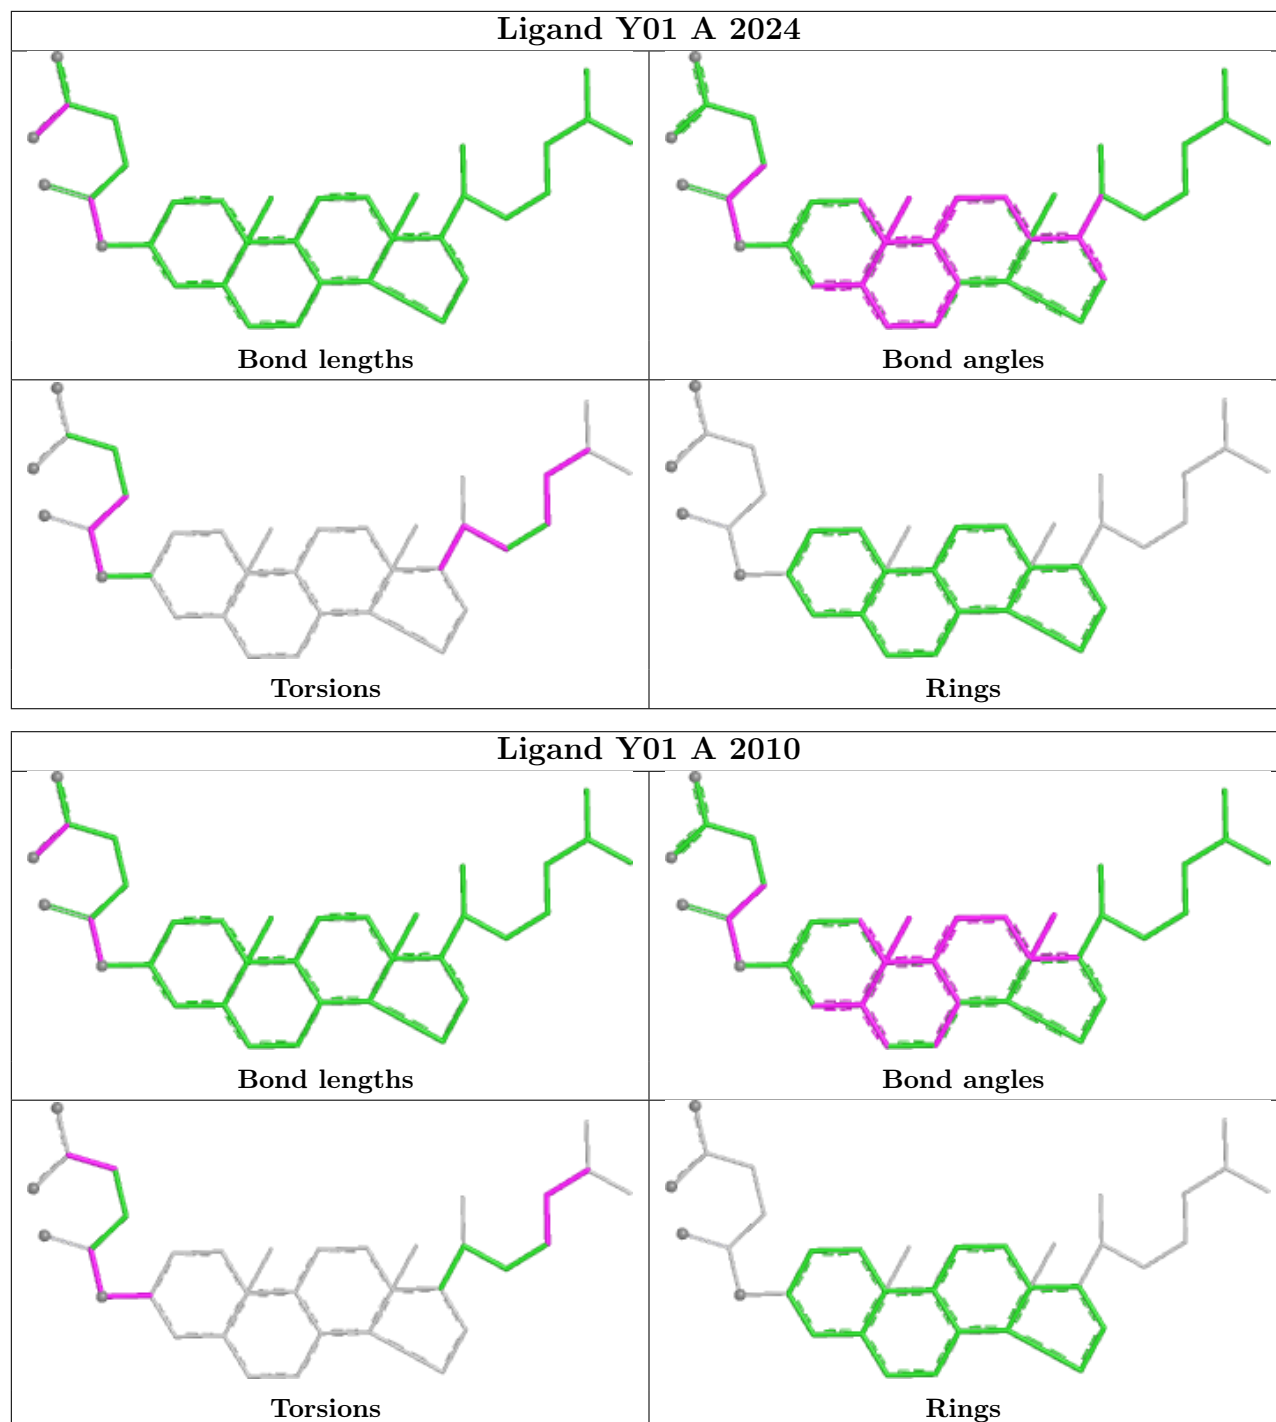 Ligand Y01 A 2024
Bond lengths
Bond angles
Torsions
Rings
Ligand Y01 A 2010
Bond lengths
Bond angles
Torsions
Rings